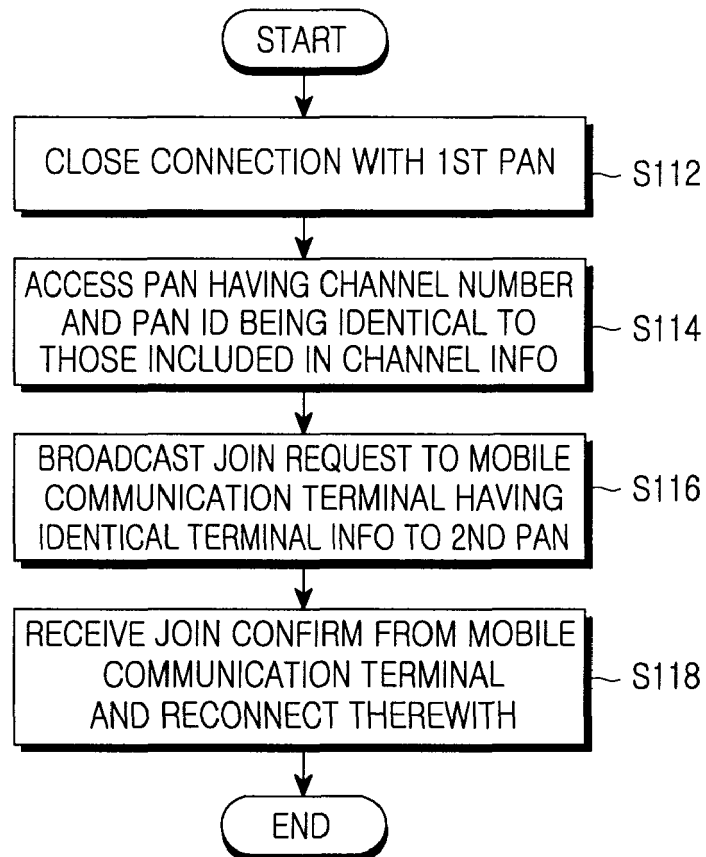 START
CLOSE CONNECTION WITH 1ST PAN
S112
ACCESS PAN HAVING CHANNEL NUMBER
AND PAN ID BEING IDENTICAL TO
THOSE INCLUDED IN CHANNEL INFO
S114
BROADCAST JOIN REQUEST TO MOBILE
COMMUNICATION TERMINAL HAVING
IDENTICAL TERMINAL INFO TO 2ND PAN
S116
RECEIVE JOIN CONFIRM FROM MOBILE
COMMUNICATION TERMINAL
AND RECONNECT THEREWITH
S118
END